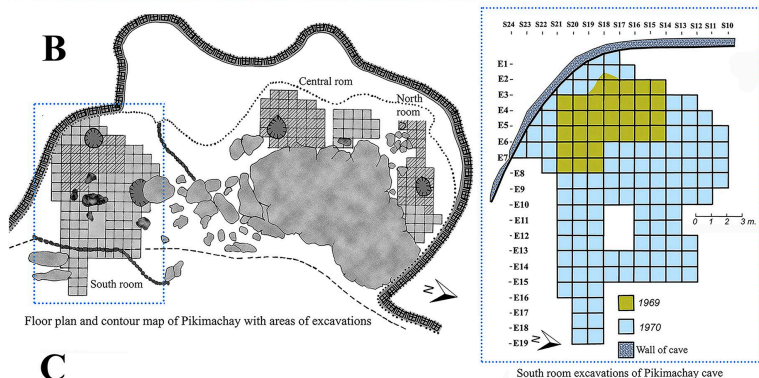 B
Central rom
North
room
South room
N
Floor plan and contour map of Pikimachay with areas of excavations
C
S24 S23 S22 S21 S20 S19 S18 S17 S16 S15 S14 S13 S12 S11 S10
E1
E2
E3
E4
E5
E6
E7
E8
E9
E10
E11
E12
E13
E14
E15
E16
E17
E18
E19
0 1 2 3 m.
1969
1970
Wall of cave
N
South room excavations of Pikimachay cave